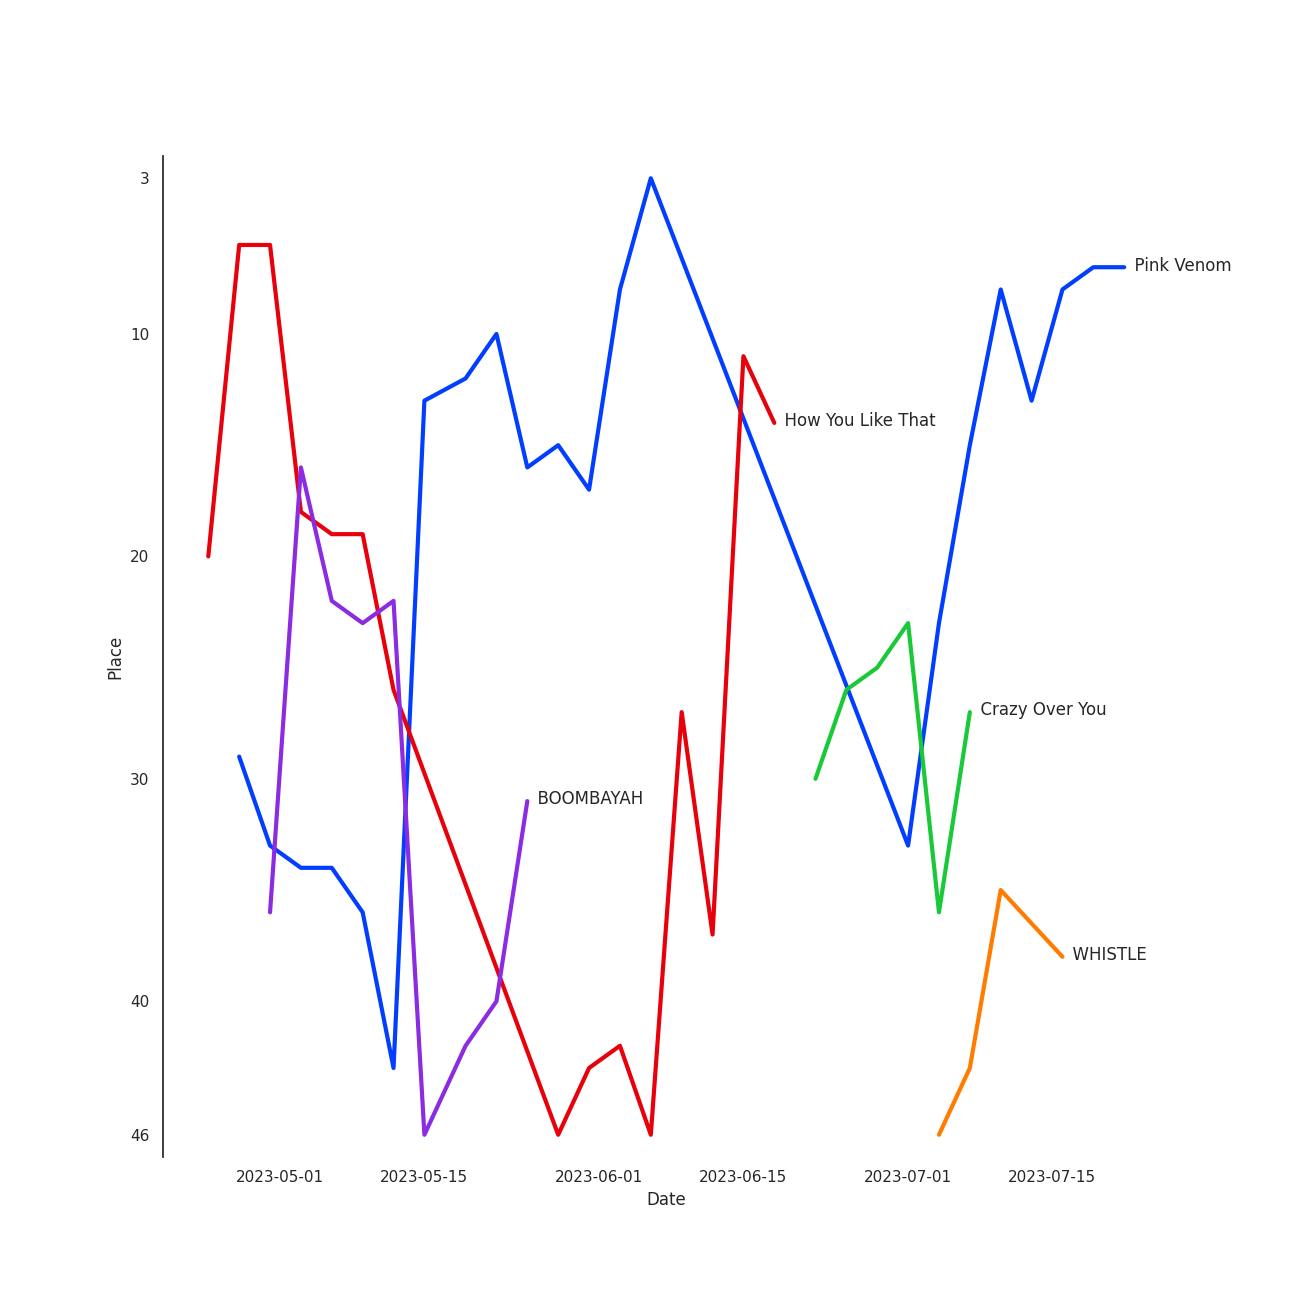 3
Pink Venom
10
How You Like That
20
Place
Crazy Over You
30
BOOMBAYAH
WHISTLE
40
46
2023-05-01 2023-05-15 2023-06-01 2023-06-15 2023-07-01 2023-07-15
Date